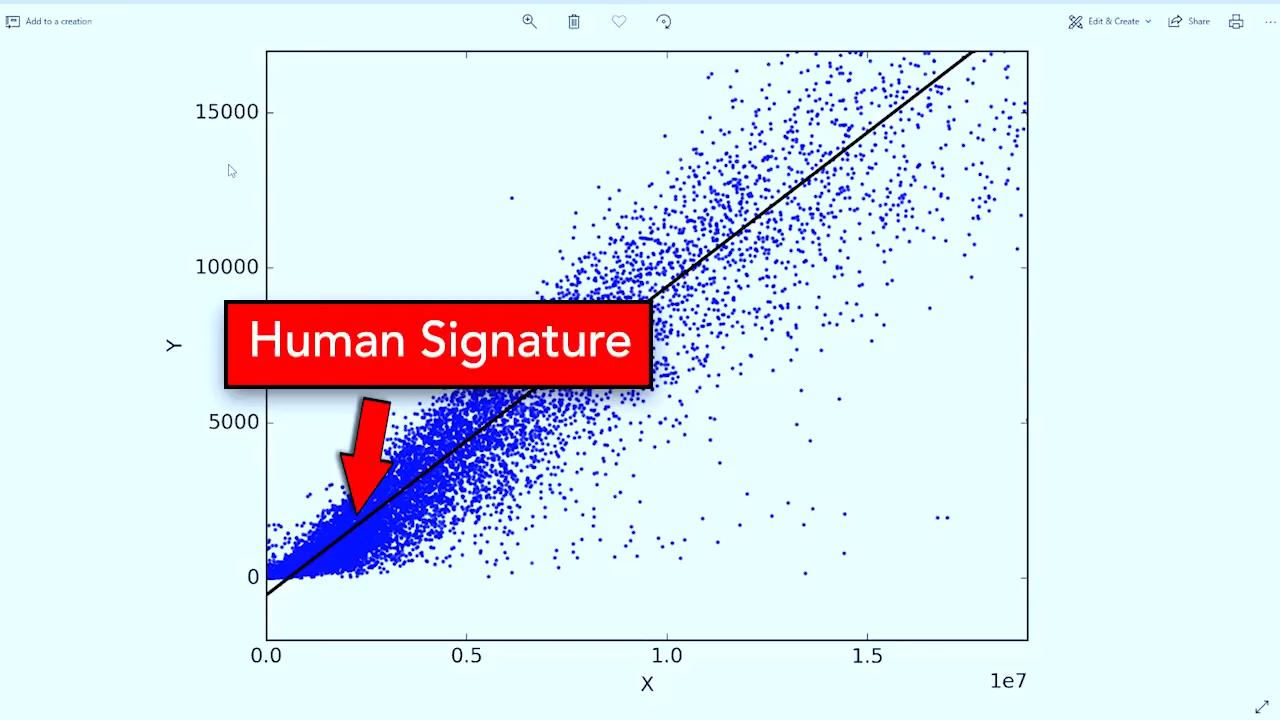 Add to a creation
Edit & Create
Share
15000
10000
Human Signature
Y
5000
0
0.0 0.5 1.0 1.5
X
1e7